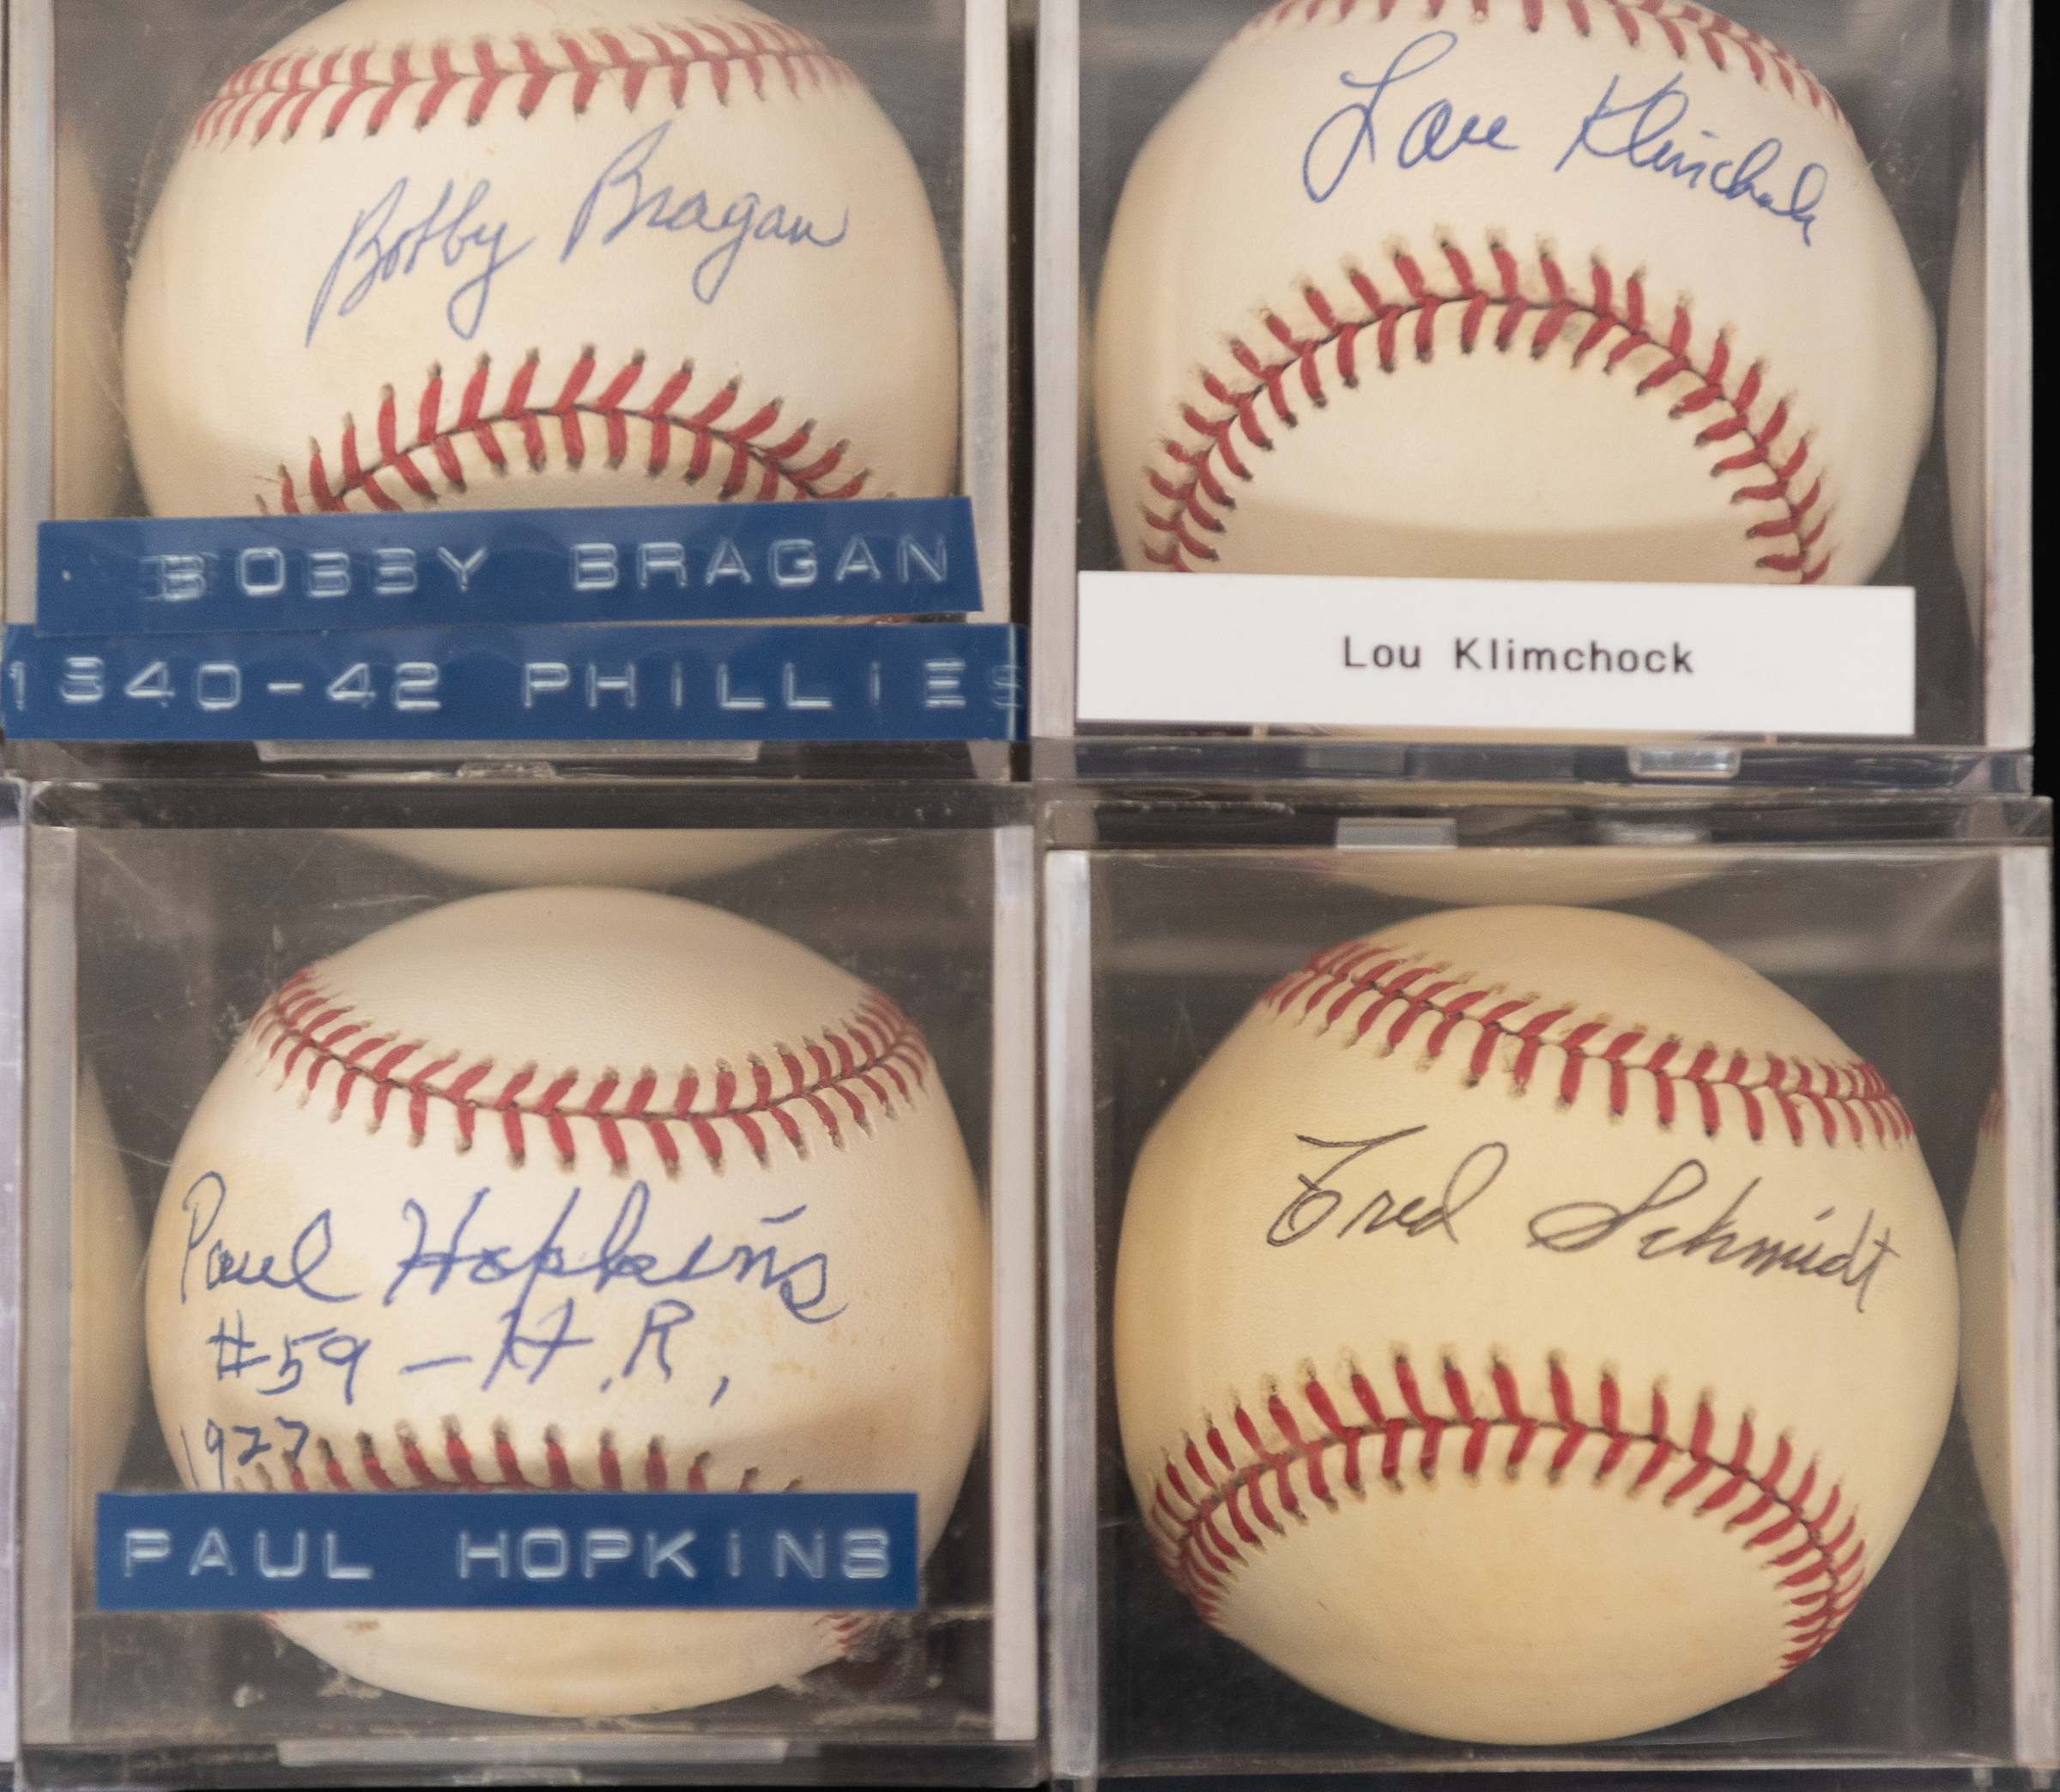 Bobby Bragan
BOBBY BRAGAN
1940-42 PHILLIES
Lou Klimchock
Lou Klimchock
Paul Hopkins
#59 - H.R,
1927
PAUL HOPKINS
Fred Schmidt